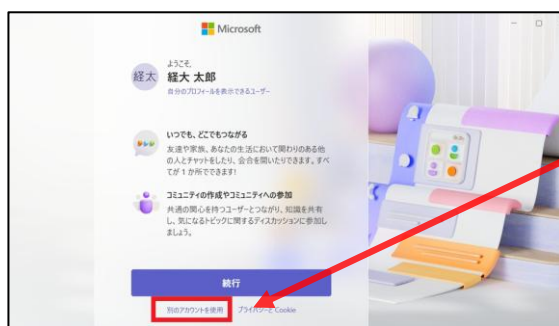 Microsoft
ようこそ,
経太
経大 太郎
自分のプロフィールを表示できるユーザー
いつでも、どこでもつながる
友達や家族、あなたの生活において関わりのある他
の人とチャットをしたり、会合を開いたりできます。すべ
てが 1 か所でできます!
コミュニティの作成やコミュニティへの参加
共通の関心を持つユーザーとつながり、知識を共有
し、気になるトピックに関するディスカッションに参加し
ましょう。
続行
別のアカウントを使用
プライバシーと Cookie